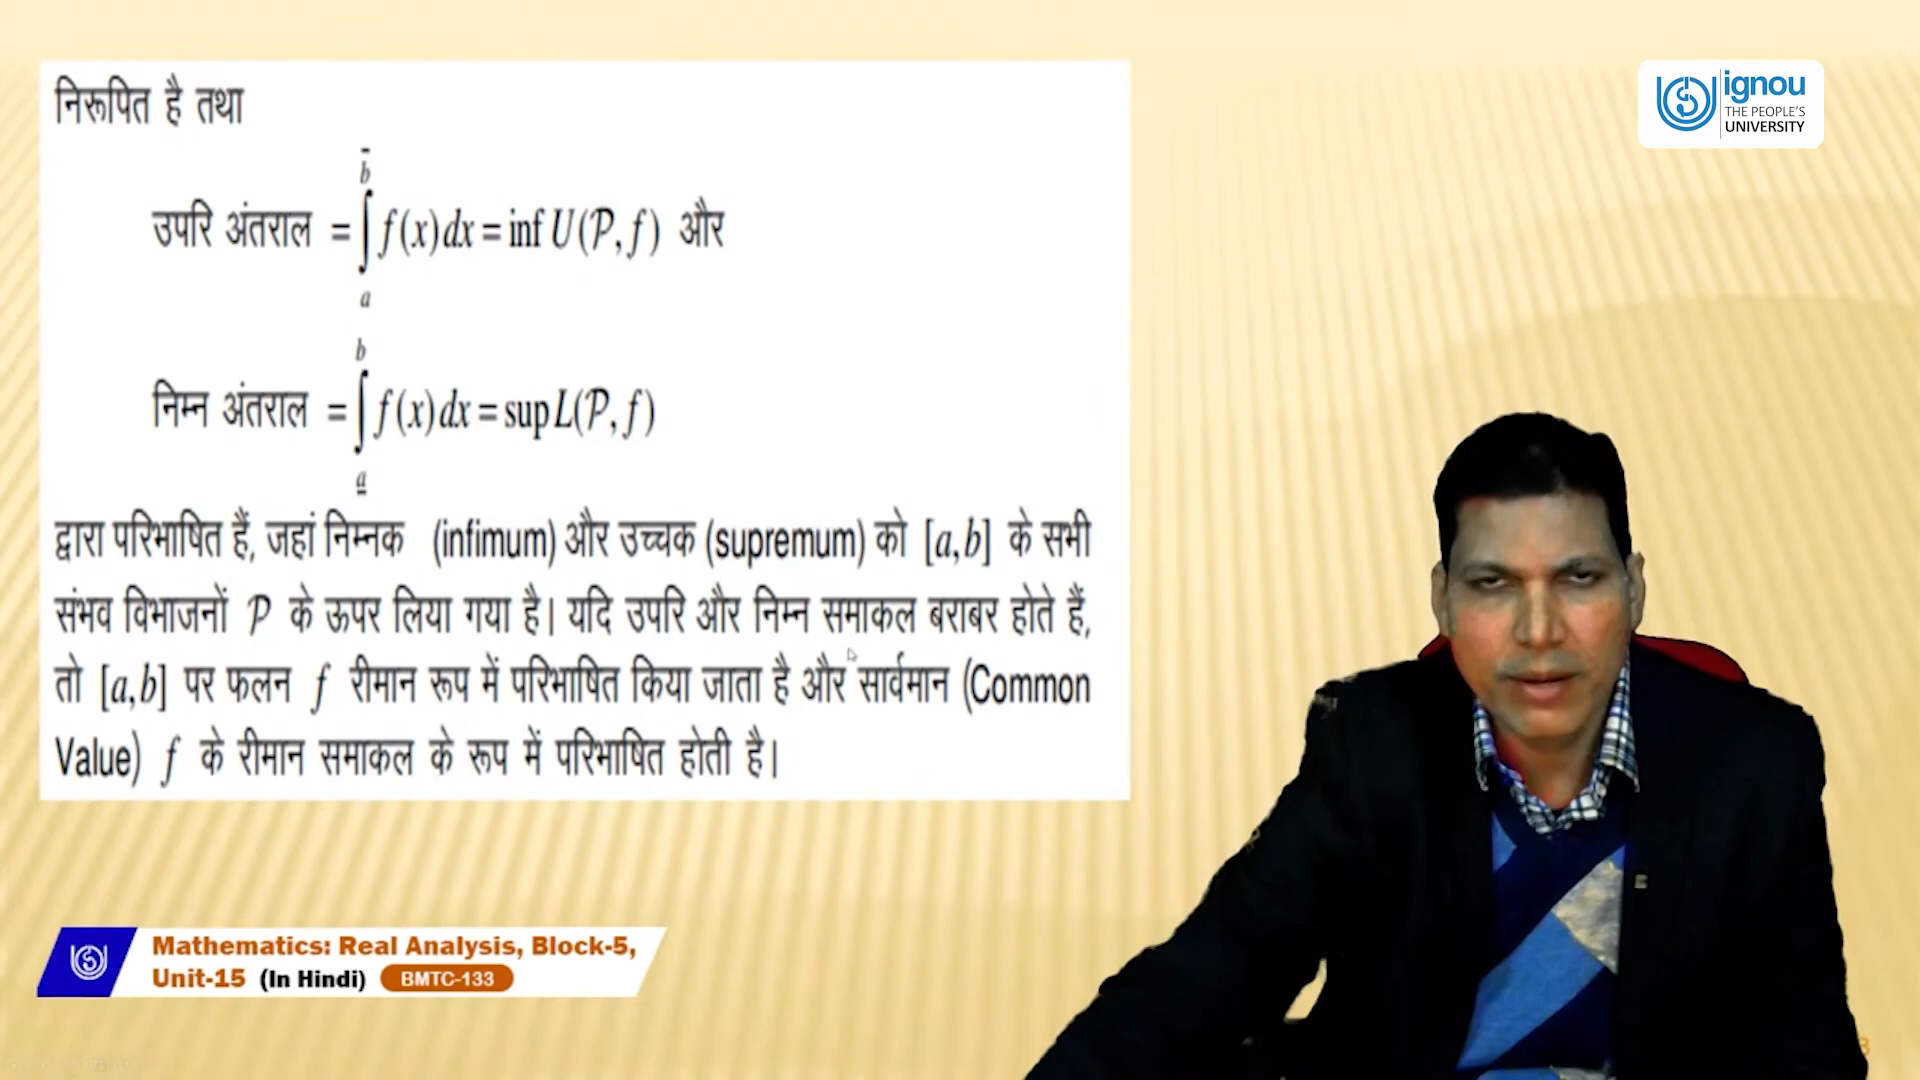 निरूपित है तथा
उपरि अंतराल = ∫_a^{b̄} f(x) dx = inf U(P, f) और
निम्न अंतराल = ∫_{a̲}^b f(x) dx = sup L(P, f)
द्वारा परिभाषित हैं, जहां निम्नक (infimum) और उच्चक (supremum) को [a,b] के सभी
संभव विभाजनों P के ऊपर लिया गया है। यदि उपरि और निम्न समाकल बराबर होते हैं,
तो [a,b] पर फलन f रीमान रूप में परिभाषित किया जाता है और सार्वमान (Common
Value) f के रीमान समाकल के रूप में परिभाषित होती है।
ignou
THE PEOPLE'S
UNIVERSITY
Mathematics: Real Analysis, Block-5,
Unit-15 (In Hindi) BMTC-133